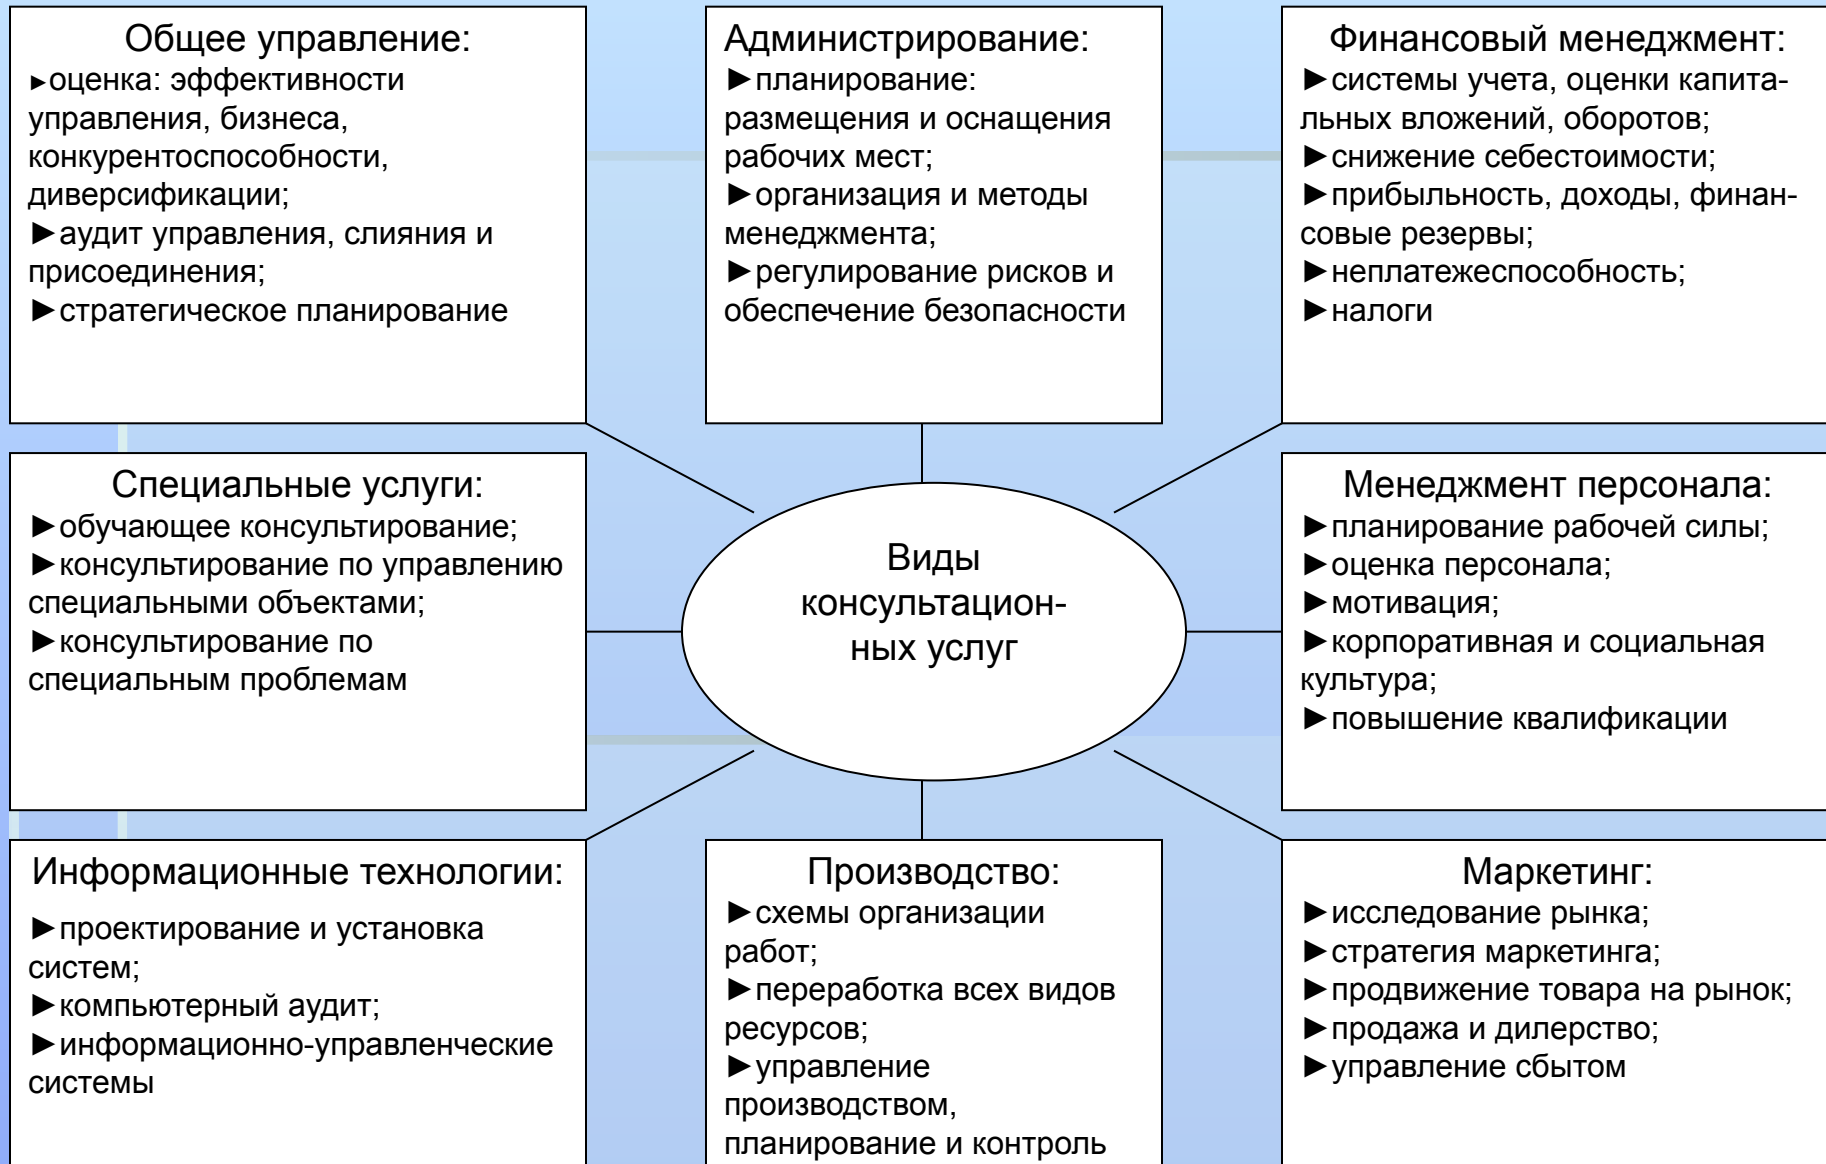 Общее управление:
►оценка: эффективности
управления, бизнеса,
конкурентоспособности,
диверсификации;
►аудит управления, слияния и
присоединения;
►стратегическое планирование
Администрирование:
►планирование:
размещения и оснащения
рабочих мест;
►организация и методы
менеджмента;
►регулирование рисков и
обеспечение безопасности
Финансовый менеджмент:
►системы учета, оценки капита-
льных вложений, оборотов;
►снижение себестоимости;
►прибыльность, доходы, финан-
совые резервы;
►неплатежеспособность;
►налоги
Специальные услуги:
►обучающее консультирование;
►консультирование по управлению
специальными объектами;
►консультирование по
специальным проблемам
Виды
консультацион-
ных услуг
Менеджмент персонала:
►планирование рабочей силы;
►оценка персонала;
►мотивация;
►корпоративная и социальная
культура;
►повышение квалификации
Информационные технологии:
►проектирование и установка
систем;
►компьютерный аудит;
►информационно-управленческие
системы
Производство:
►схемы организации
работ;
►переработка всех видов
ресурсов;
►управление
производством,
планирование и контроль
Маркетинг:
►исследование рынка;
►стратегия маркетинга;
►продвижение товара на рынок;
►продажа и дилерство;
►управление сбытом